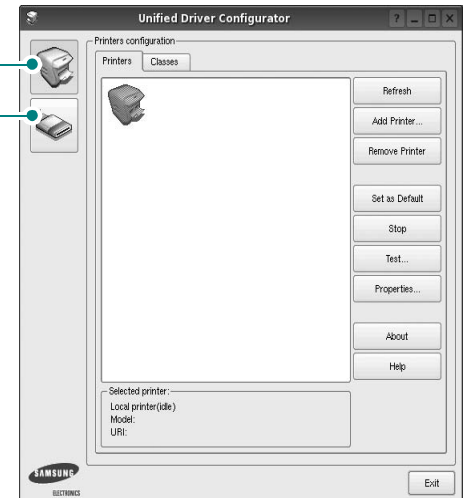 Unified Driver Configurator
Printers configuration
Printers
Classes
Refresh
Add Printer...
Remove Printer
Set as Default
Stop
Test...
Properties...
About
Help
Selected printer:
Local printer(idle)
Model:
URI:
SAMSUNG
ELECTRONICS
Exit